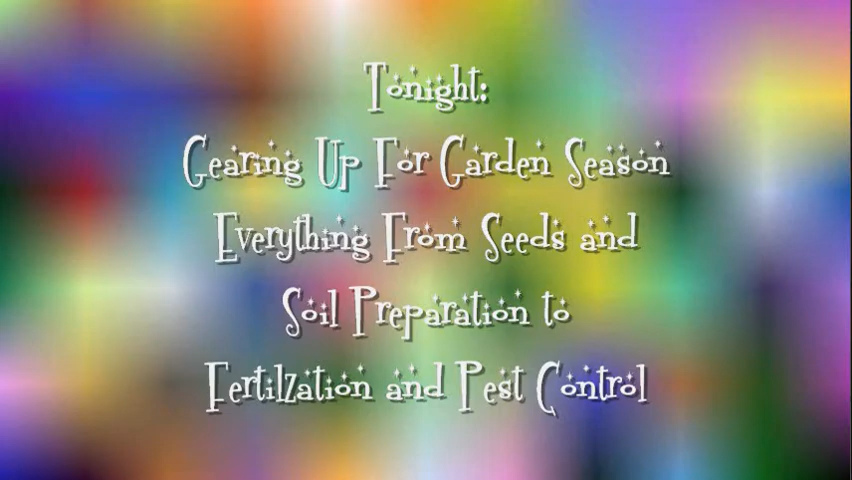 Tonight:
Gearing Up For Garden Season
Everything From Seeds and
Soil Preparation to
Fertilzation and Pest Control